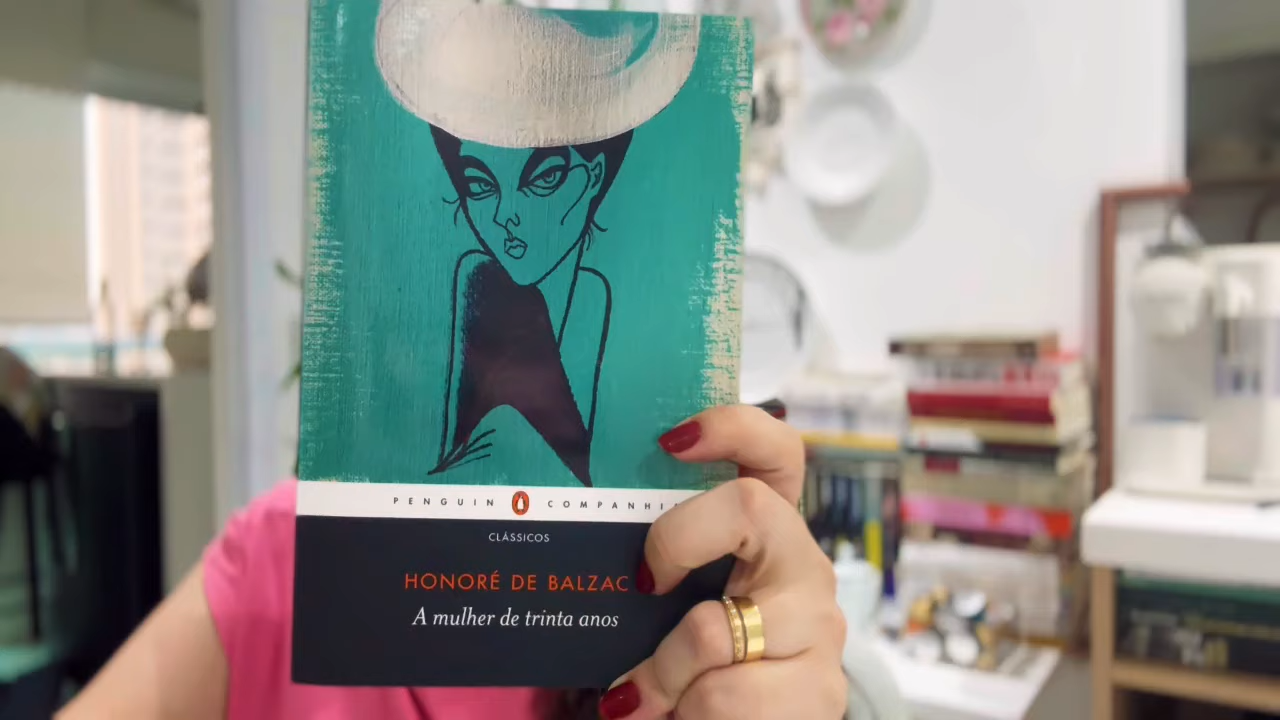 PENGUIN COMPANHI
CLÁSSICOS
HONORÉ DE BALZAC
A mulher de trinta anos